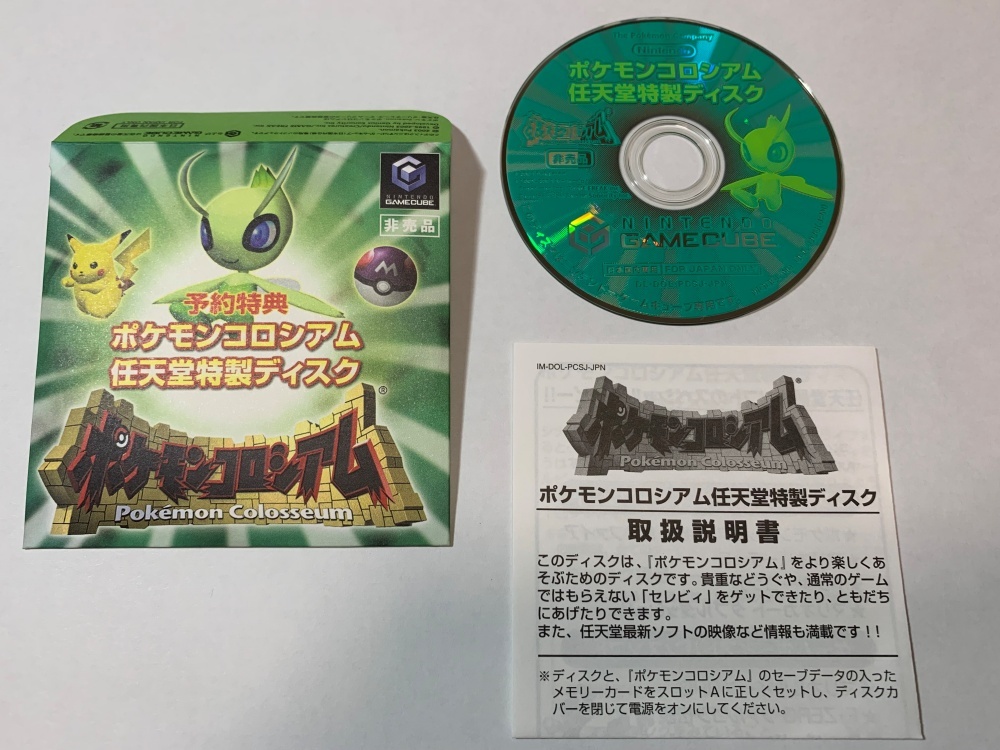 NINTENDO
GAMECUBE
非売品
予約特典
ポケモンコロシアム
任天堂特製ディスク
®
ポケモンコロシアム
Pokémon Colosseum
The Pokémon Company
Nintendo
ポケモンコロシアム
任天堂特製ディスク
非売品
NINTENDO
GAMECUBE
FOR JAPAN ONLY
IM-DOL-PCSJ-JPN
®
ポケモンコロシアム
Pokémon Colosseum
ポケモンコロシアム任天堂特製ディスク
取扱説明書
このディスクは、『ポケモンコロシアム』をより楽しくあ
そぶためのディスクです。貴重などうぐや、通常のゲーム
ではもらえない「セレビィ」をゲットできたり、ともだち
にあげたりできます。
また、任天堂最新ソフトの映像など情報も満載です!!
※ディスクと、『ポケモンコロシアム』のセーブデータの入った
メモリーカードをスロットAに正しくセットし、ディスクカ
バーを閉じて電源をオンにしてください。